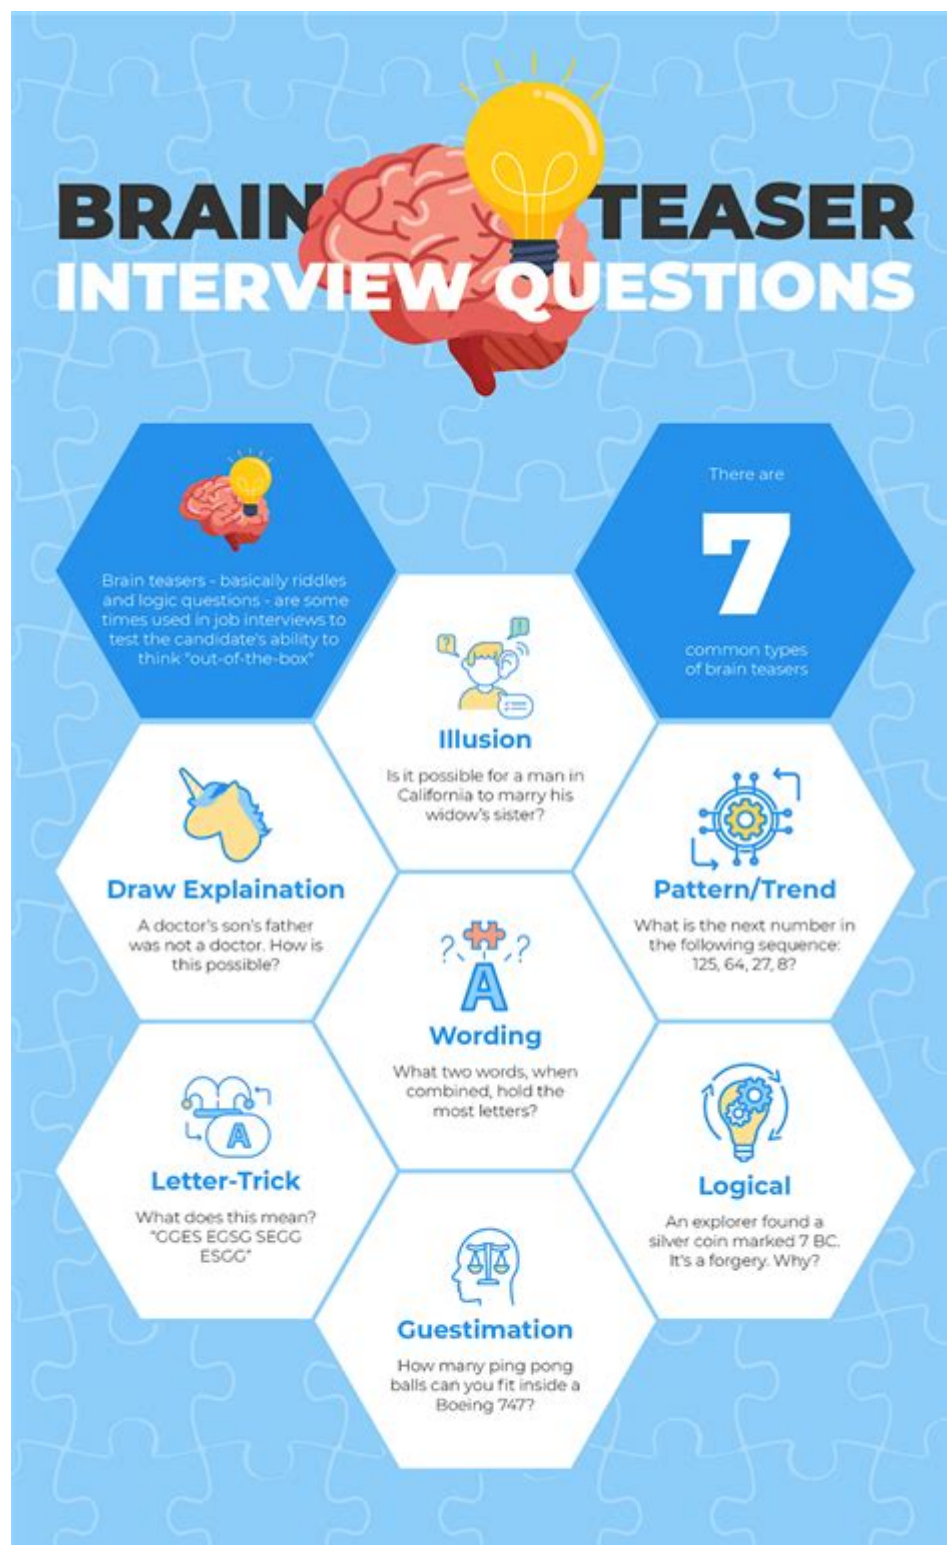 BRAIN TEASER
INTERVIEW QUESTIONS
Brain teasers - basically riddles
and logic questions - are some
times used in job interviews to
test the candidate's ability to
think "out-of-the-box"
There are
7
common types
of brain teasers
Illusion
Is it possible for a man in
California to marry his
widow's sister?
Draw Explaination
A doctor's son's father
was not a doctor. How is
this possible?
Pattern/Trend
What is the next number in
the following sequence:
125, 64, 27, 8?
Wording
What two words, when
combined, hold the
most letters?
Letter-Trick
What does this mean?
"GGES EGSG SEGG
ESGG"
Logical
An explorer found a
silver coin marked 7 BC.
It's a forgery. Why?
Guestimation
How many ping pong
balls can you fit inside a
Boeing 747?